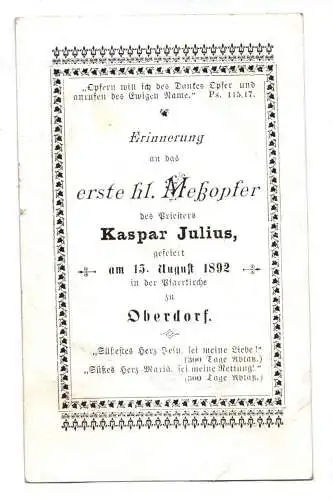 „Opfern will ich des Dankes Opfer und
anrufen des Ewigen Name.“ Ps. 115,17.
Erinnerung
an das
erste hl. Meßopfer
des Priesters
Kaspar Julius,
gefeiert
am 15. August 1892
in der Pfarrkirche
zu
Oberdorf.
„Süßestes Herz Jesu, sei meine Liebe!“
(300 Tage Ablaß.)
„Süßes Herz Mariä, sei meine Rettung!“
(300 Tage Ablaß.)